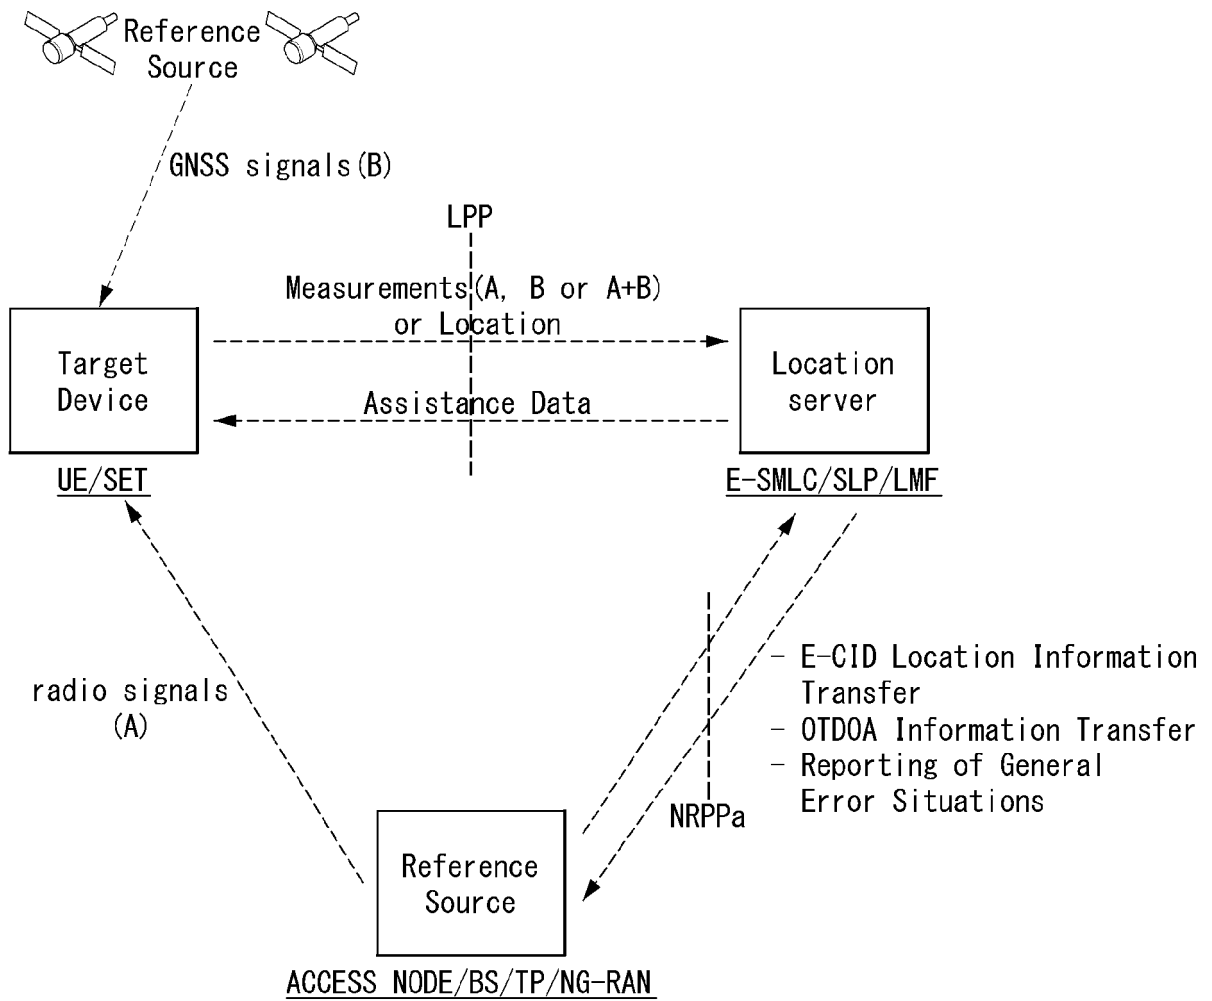 Reference
Source
GNSS signals(B)
LPP
Measurements(A, B or A+B)
or Location
Target
Device
Location
server
Assistance Data
UE/SET
E-SMLC/SLP/LMF
radio signals
(A)
- E-CID Location Information
Transfer
- OTDOA Information Transfer
- Reporting of General
Error Situations
NRPPa
Reference
Source
ACCESS NODE/BS/TP/NG-RAN